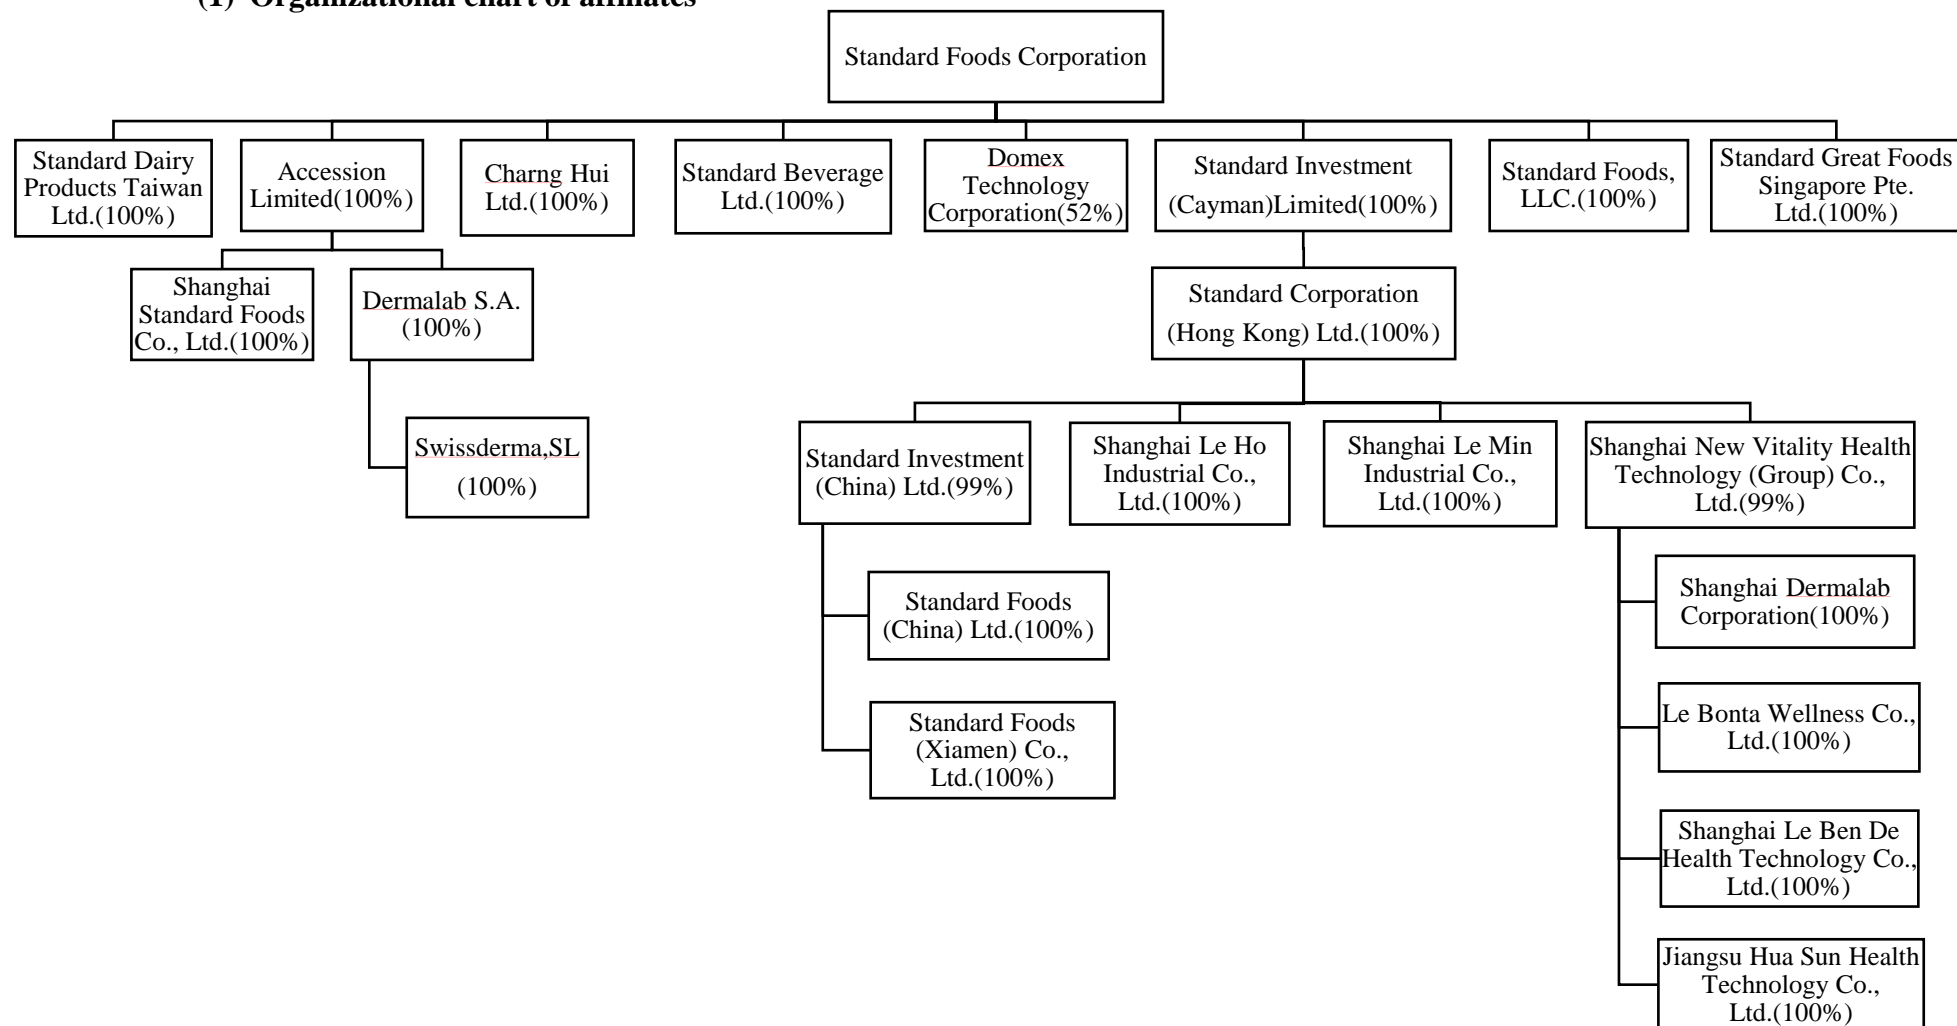 (1) Organizational chart of affiliates
Standard Foods Corporation
Standard Dairy
Products Taiwan
Ltd.(100%)
Accession
Limited(100%)
Charng Hui
Ltd.(100%)
Standard Beverage
Ltd.(100%)
Domex
Technology
Corporation(52%)
Standard Investment
(Cayman)Limited(100%)
Standard Foods,
LLC.(100%)
Standard Great Foods
Singapore Pte.
Ltd.(100%)
Shanghai
Standard Foods
Co., Ltd.(100%)
Dermalab S.A.
(100%)
Standard Corporation
(Hong Kong) Ltd.(100%)
Swissderma,SL
(100%)
Standard Investment
(China) Ltd.(99%)
Shanghai Le Ho
Industrial Co.,
Ltd.(100%)
Shanghai Le Min
Industrial Co.,
Ltd.(100%)
Shanghai New Vitality Health
Technology (Group) Co.,
Ltd.(99%)
Standard Foods
(China) Ltd.(100%)
Standard Foods
(Xiamen) Co.,
Ltd.(100%)
Shanghai Dermalab
Corporation(100%)
Le Bonta Wellness Co.,
Ltd.(100%)
Shanghai Le Ben De
Health Technology Co.,
Ltd.(100%)
Jiangsu Hua Sun Health
Technology Co.,
Ltd.(100%)